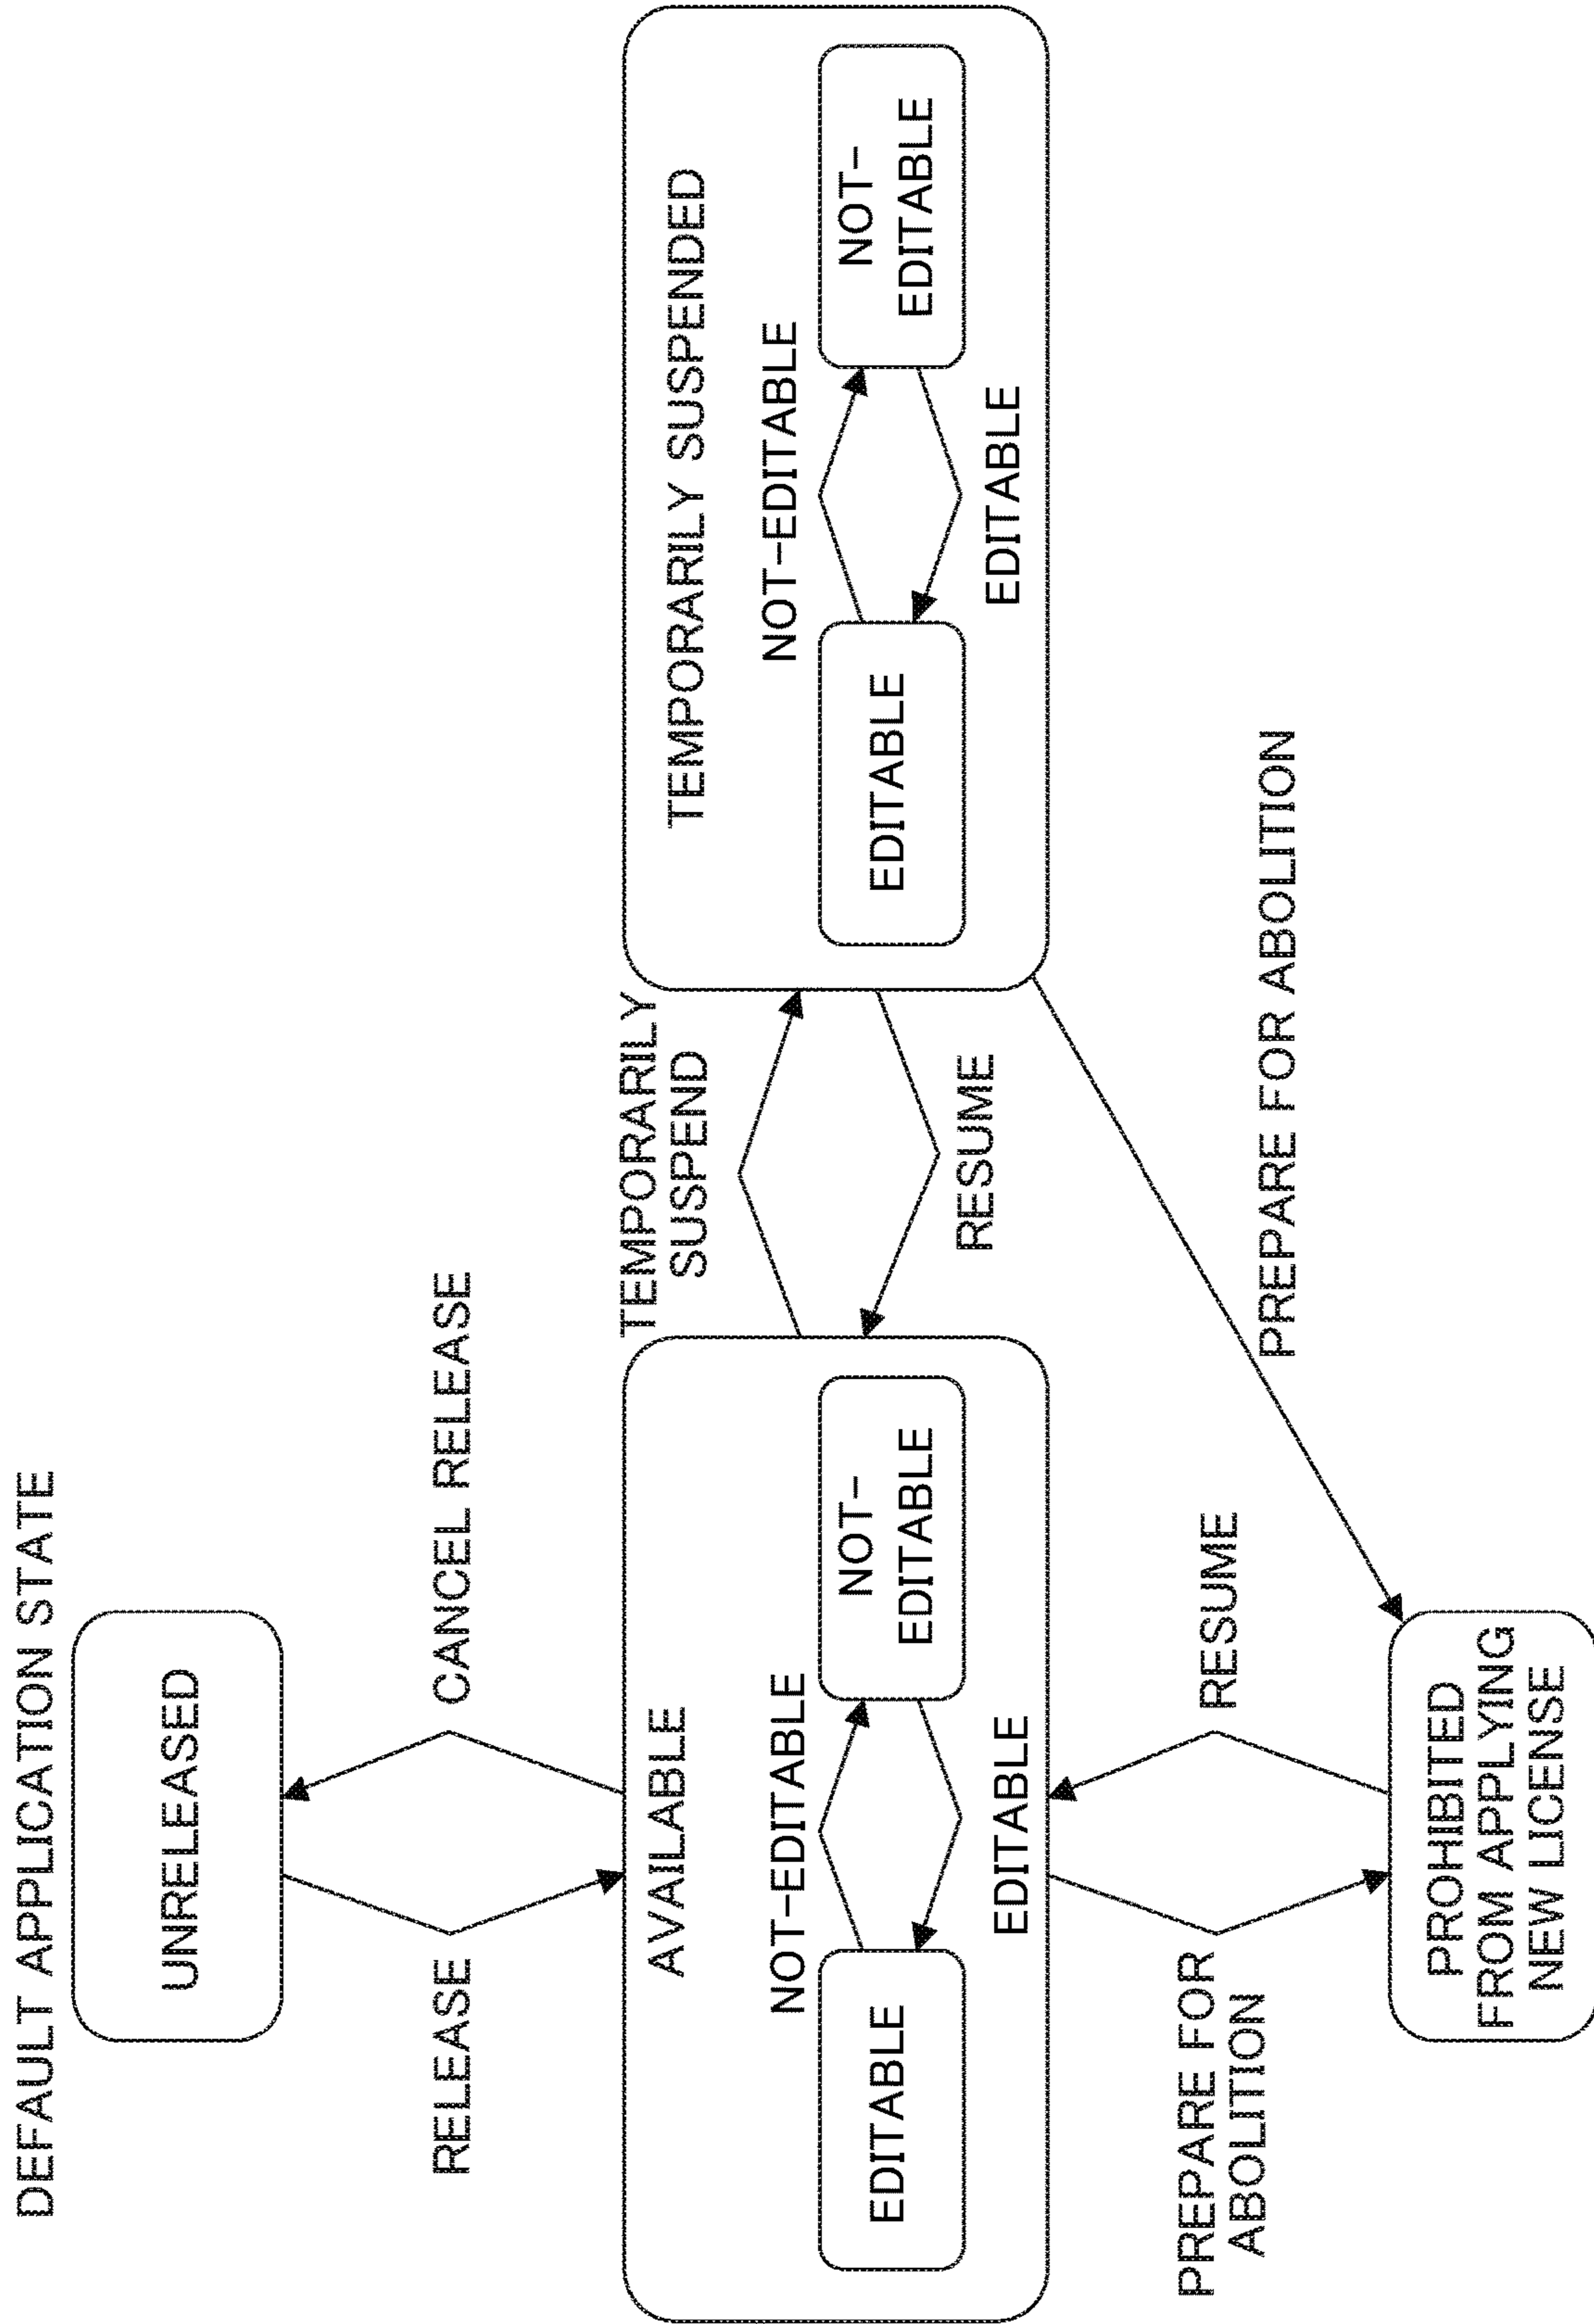 DEFAULT APPLICATION STATE
UNRELEASED
RELEASE
CANCEL RELEASE
AVAILABLE
NOT-EDITABLE
EDITABLE
NOT-
EDITABLE
EDITABLE
TEMPORARILY
SUSPEND
RESUME
TEMPORARILY SUSPENDED
NOT-EDITABLE
EDITABLE
NOT-
EDITABLE
EDITABLE
PREPARE FOR
ABOLITION
RESUME
PREPARE FOR ABOLITION
PROHIBITED
FROM APPLYING
NEW LICENSE